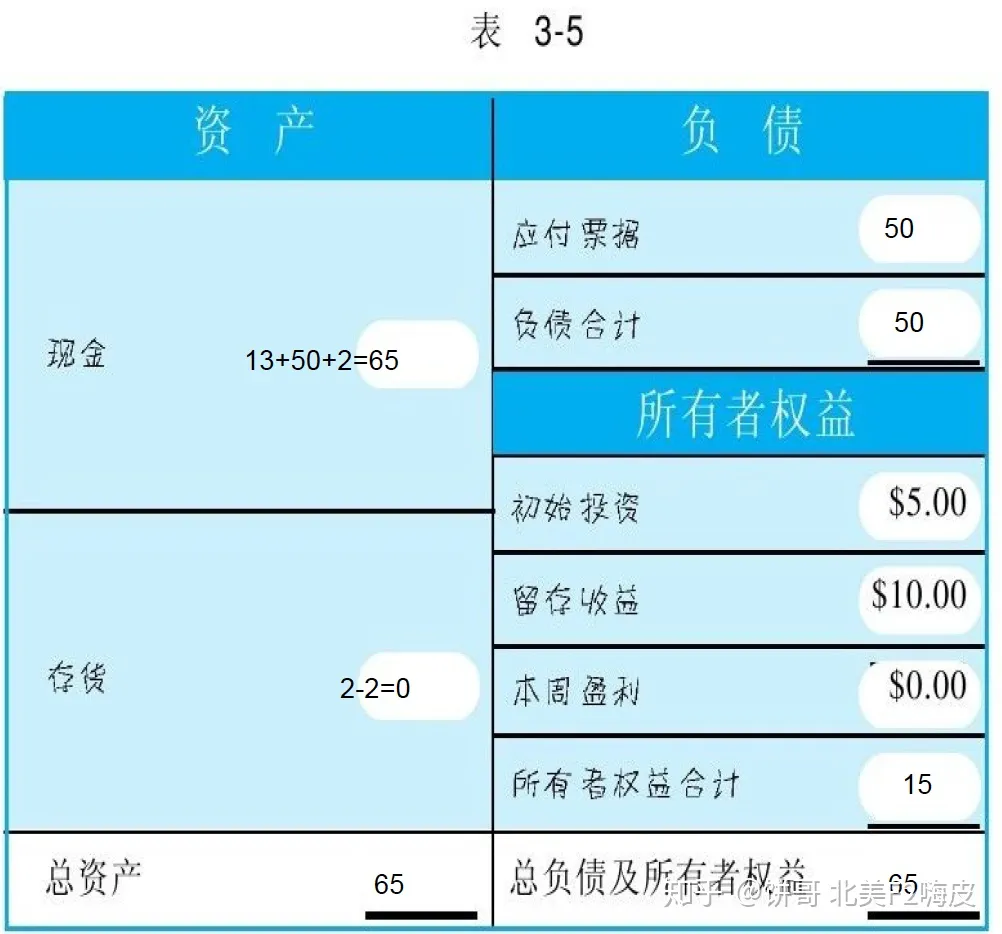 表 3-5
资 产
负 债
应付票据 50
负债合计 50
现金 13+50+2=65
所有者权益
初始投资 $5.00
留存收益 $10.00
存货 2-2=0
本周盈利 $0.00
所有者权益合计 15
总资产 65
总负债及所有者权益 65
知乎 @饼哥 北美F2嗨皮